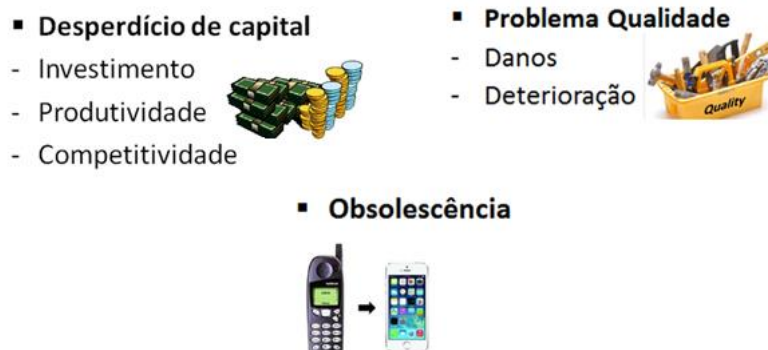 ▪ Desperdício de capital
- Investimento
- Produtividade
- Competitividade
▪ Problema Qualidade
- Danos
- Deterioração
Quality
▪ Obsolescência